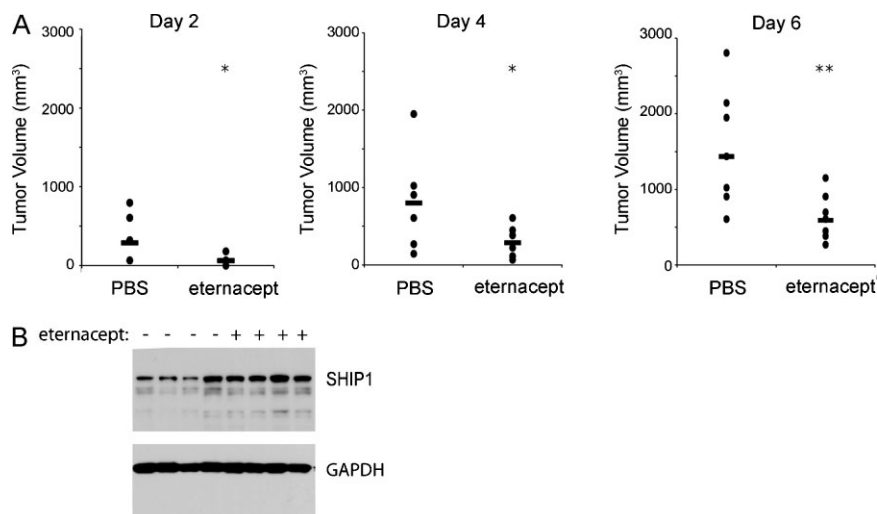 A
Day 2
Tumor Volume (mm³)
3000
2000
1000
0
*
PBS eternacept
Day 4
Tumor Volume (mm³)
3000
2000
1000
0
*
PBS eternacept
Day 6
Tumor Volume (mm³)
3000
2000
1000
0
**
PBS eternacept
B
eternacept: - - - - + + + +
SHIP1
GAPDH